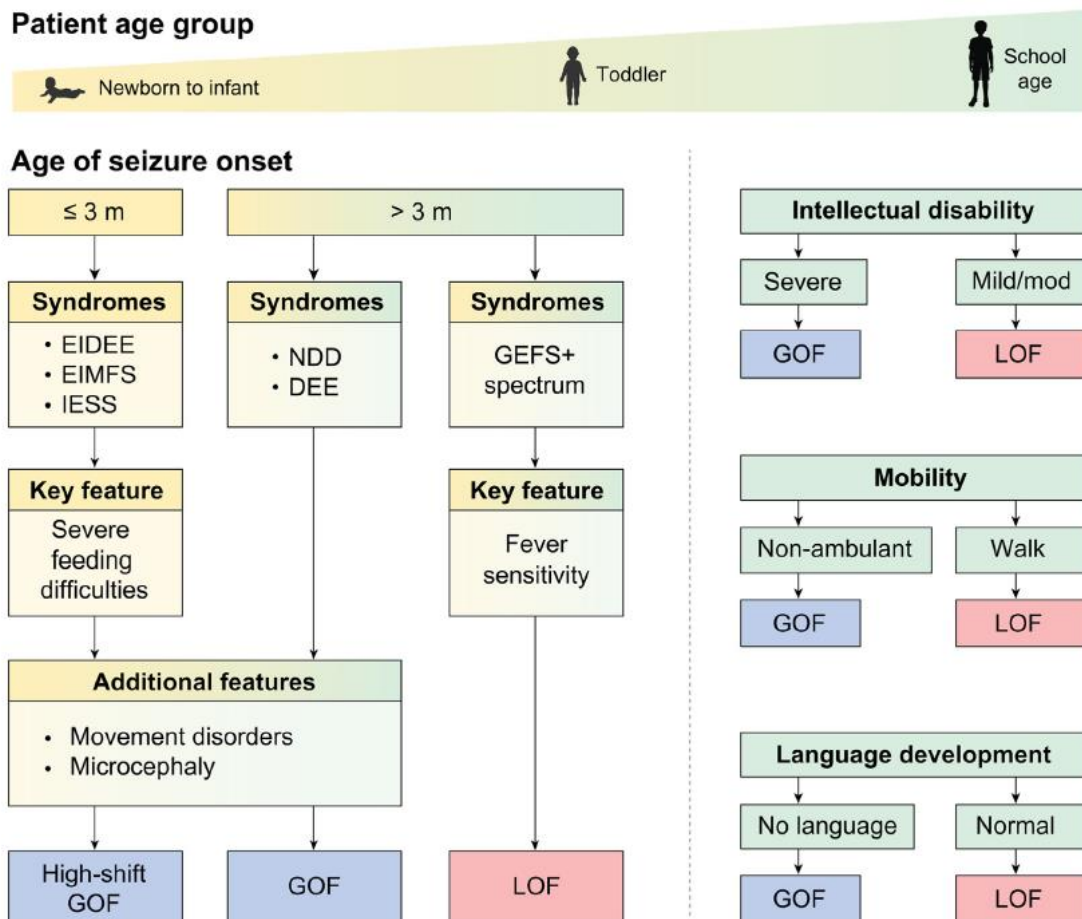 Patient age group
Newborn to infant
Toddler
School
age
Age of seizure onset
≤ 3 m
> 3 m
Syndromes
• EIDEE
• EIMFS
• IESS
Syndromes
• NDD
• DEE
Syndromes
GEFS+
spectrum
Key feature
Severe
feeding
difficulties
Key feature
Fever
sensitivity
Additional features
• Movement disorders
• Microcephaly
High-shift
GOF
GOF
LOF
Intellectual disability
Severe
Mild/mod
GOF
LOF
Mobility
Non-ambulant
Walk
GOF
LOF
Language development
No language
Normal
GOF
LOF